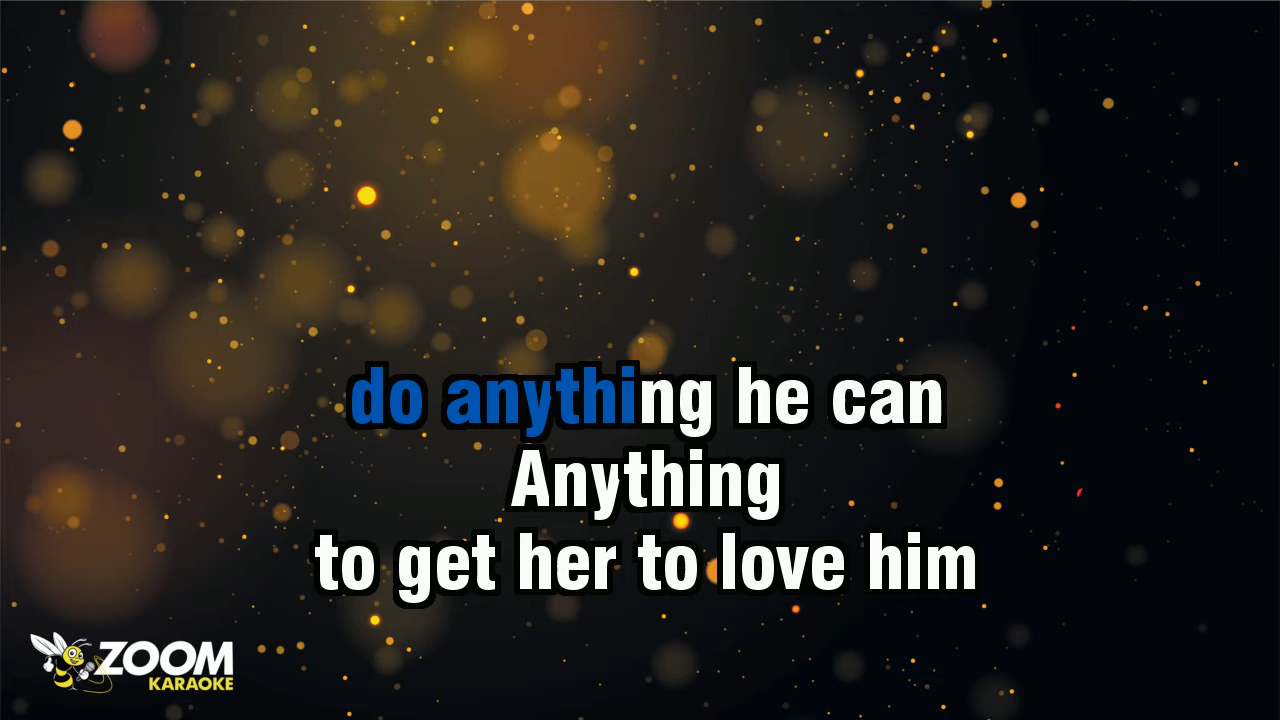 do anything he can
Anything
to get her to love him
ZOOM
KARAOKE